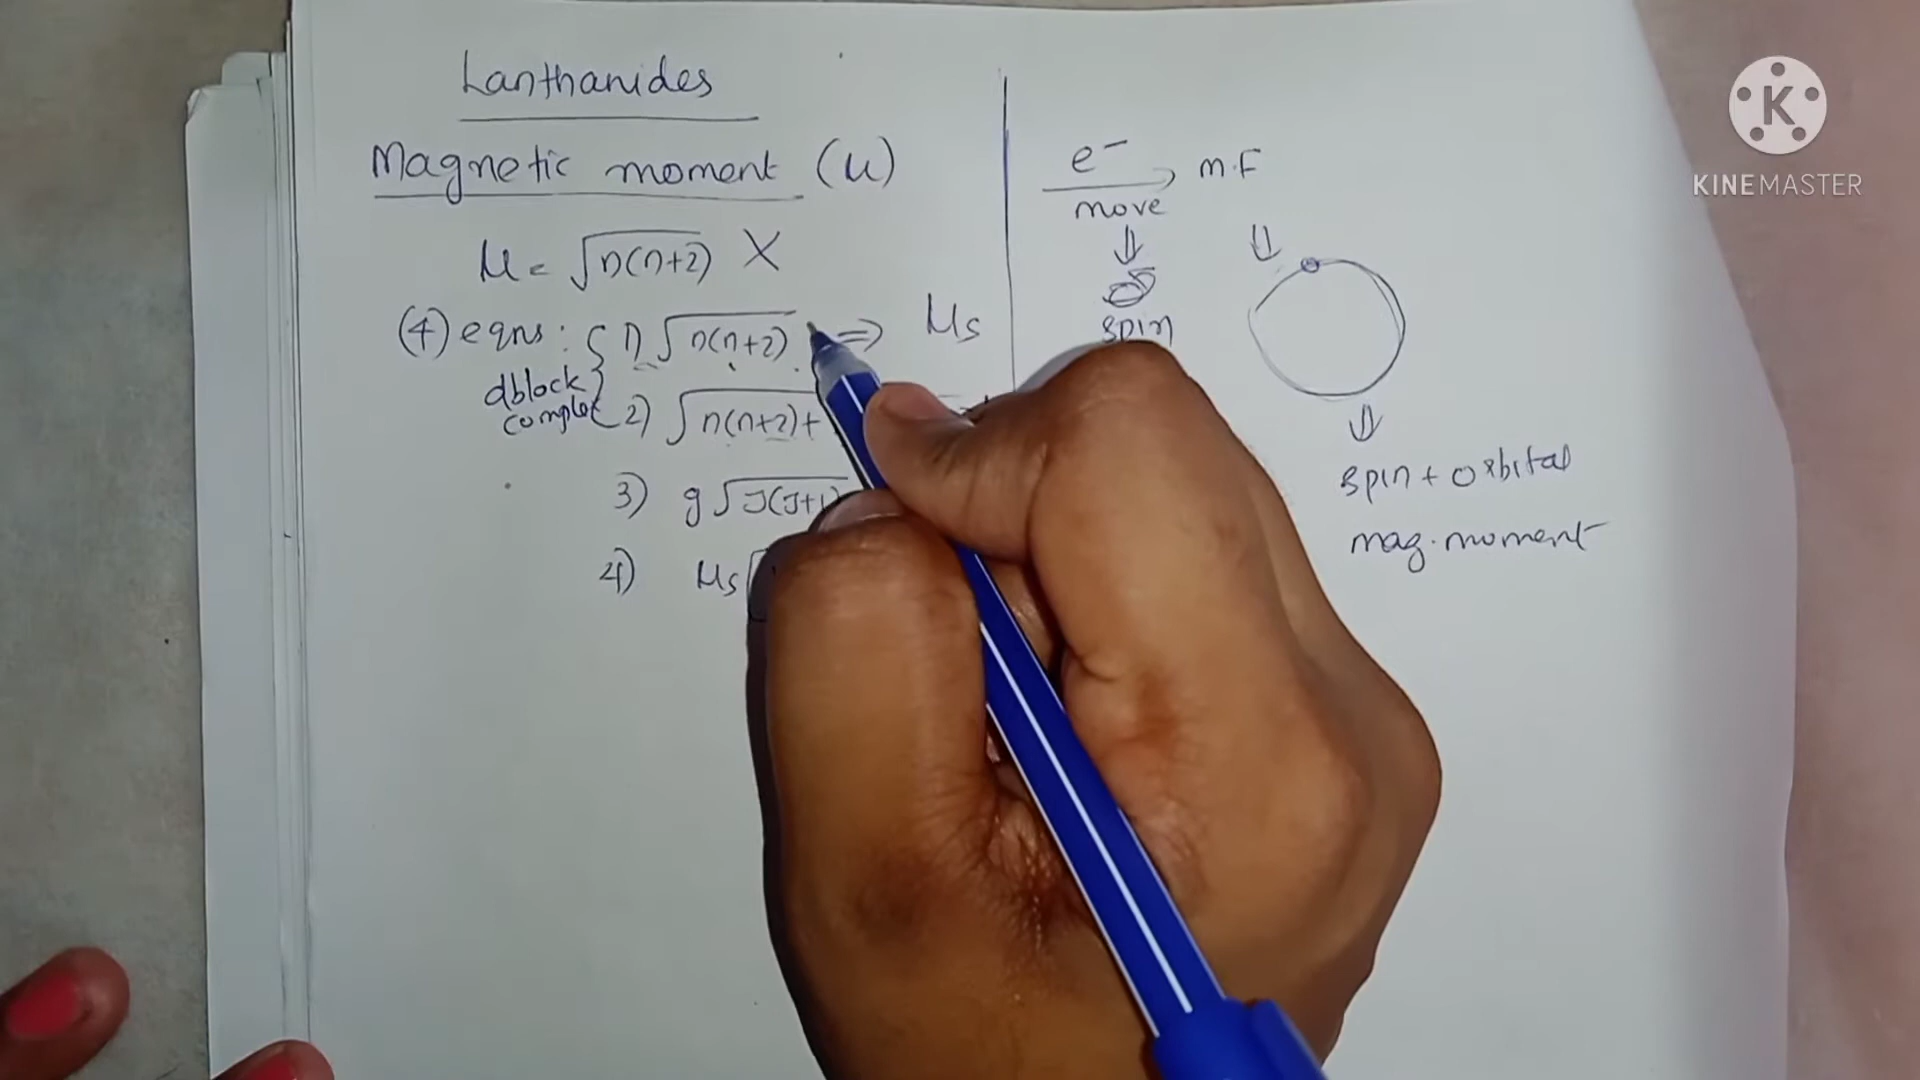 Lanthanides
Magnetic moment (u)
μ = √n(n+2) X
(4) eqns : { 1) √n(n+2) ⇒ μs
dblock
complex
2) √n(n+2)+
3) g√J(J+1)
4) μs√
e⁻ → m.F
move
⇓ ⇓
spin
⇓
spin + orbital
mag. moment
K
KINEMASTER